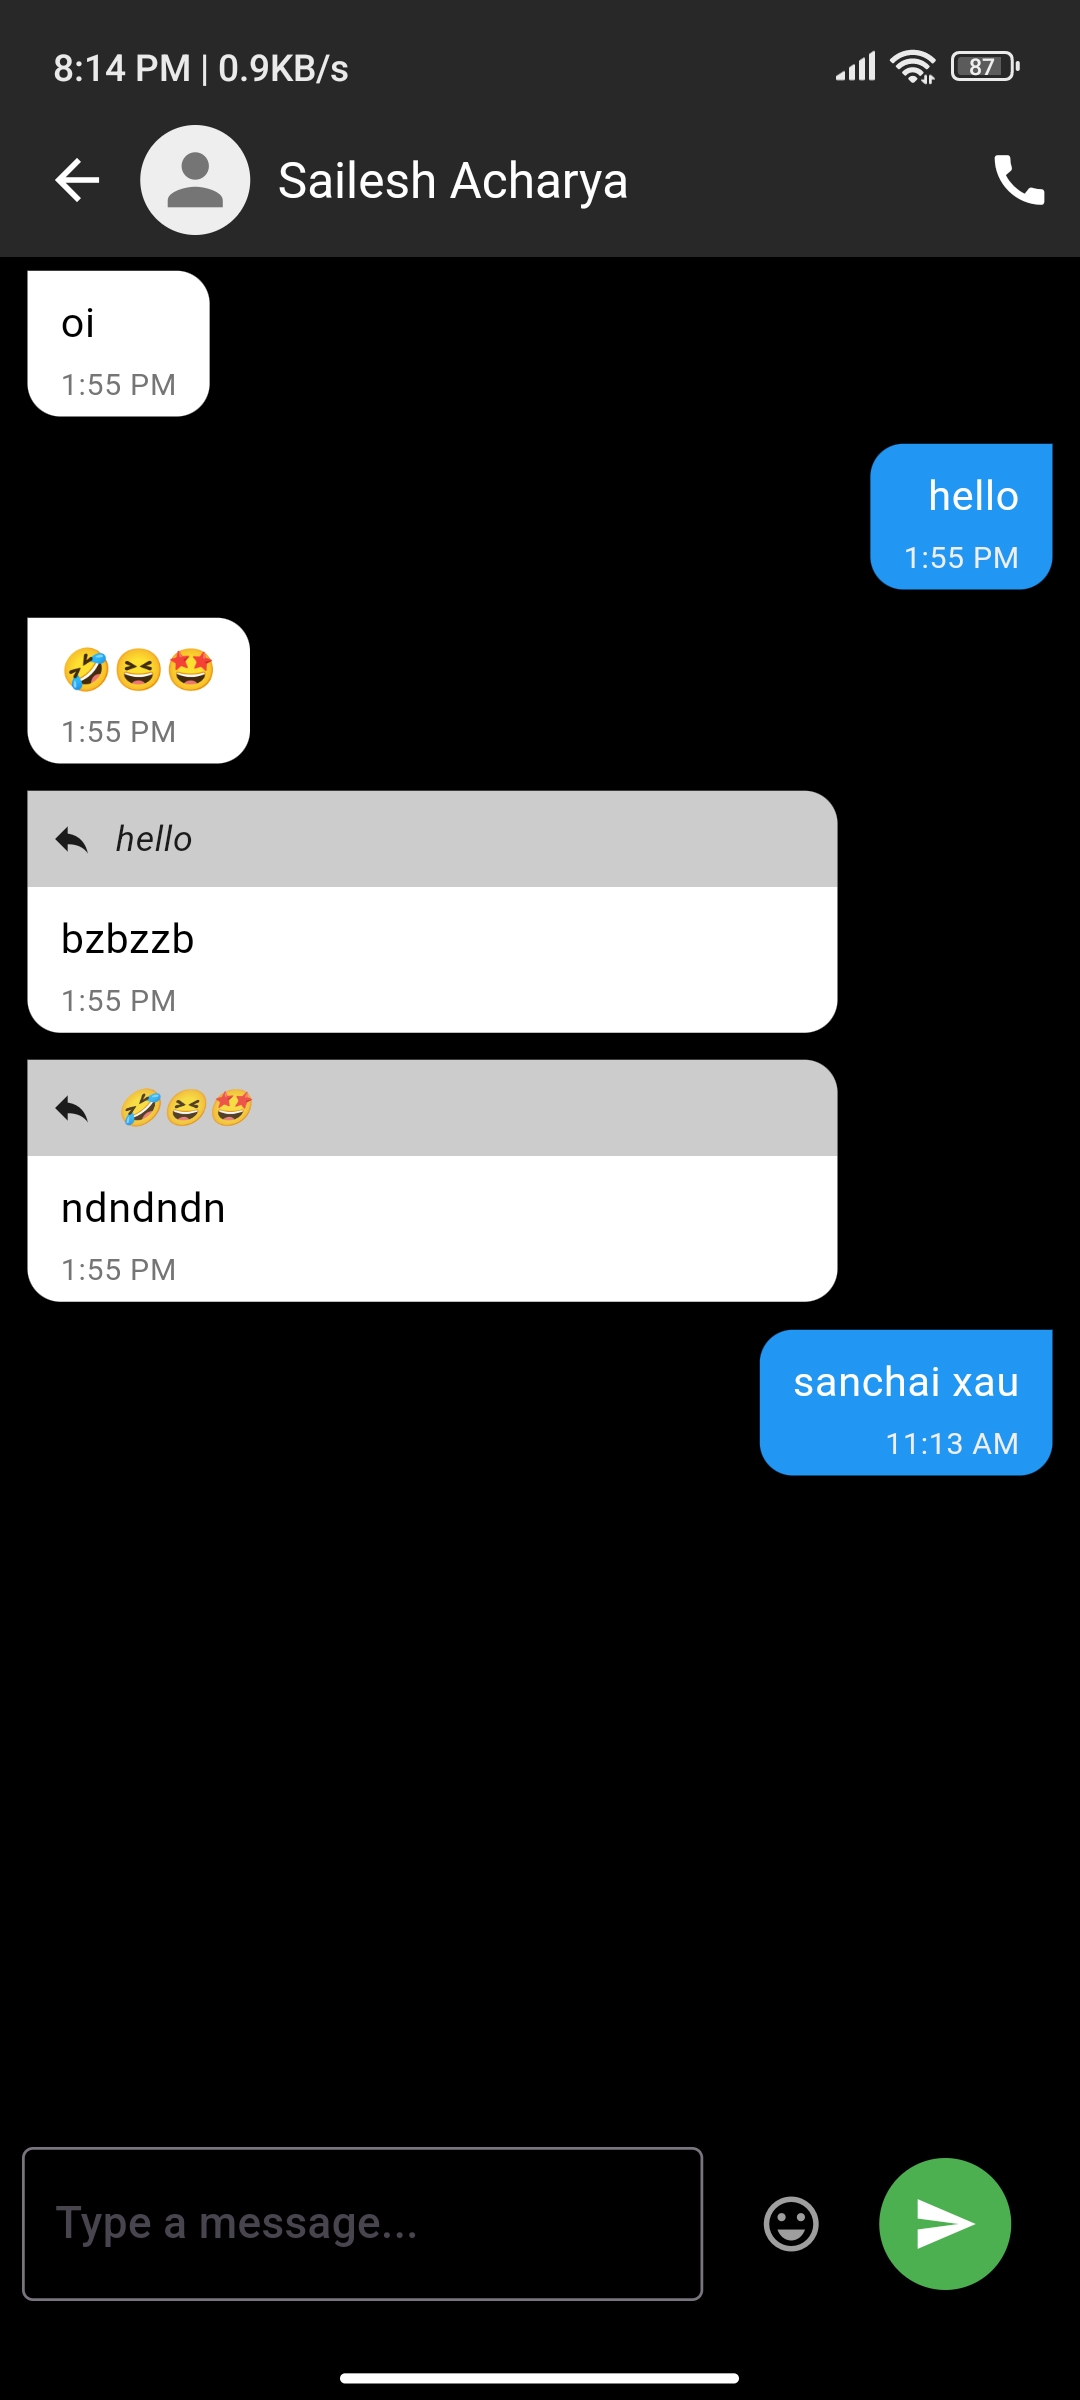 8:14 PM | 0.9KB/s 87
Sailesh Acharya
oi
1:55 PM
hello
1:55 PM
🤣😆🤩
1:55 PM
hello
bzbzzb
1:55 PM
🤣😆🤩
ndndndn
1:55 PM
sanchai xau
11:13 AM
Type a message...